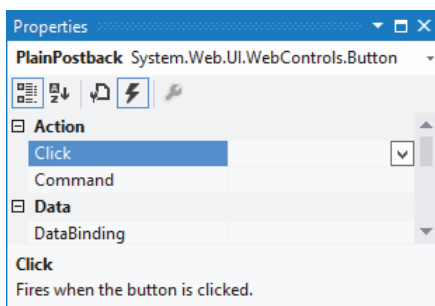 Properties
PlainPostback System.Web.UI.WebControls.Button
Action
Click
Command
Data
DataBinding
Click
Fires when the button is clicked.